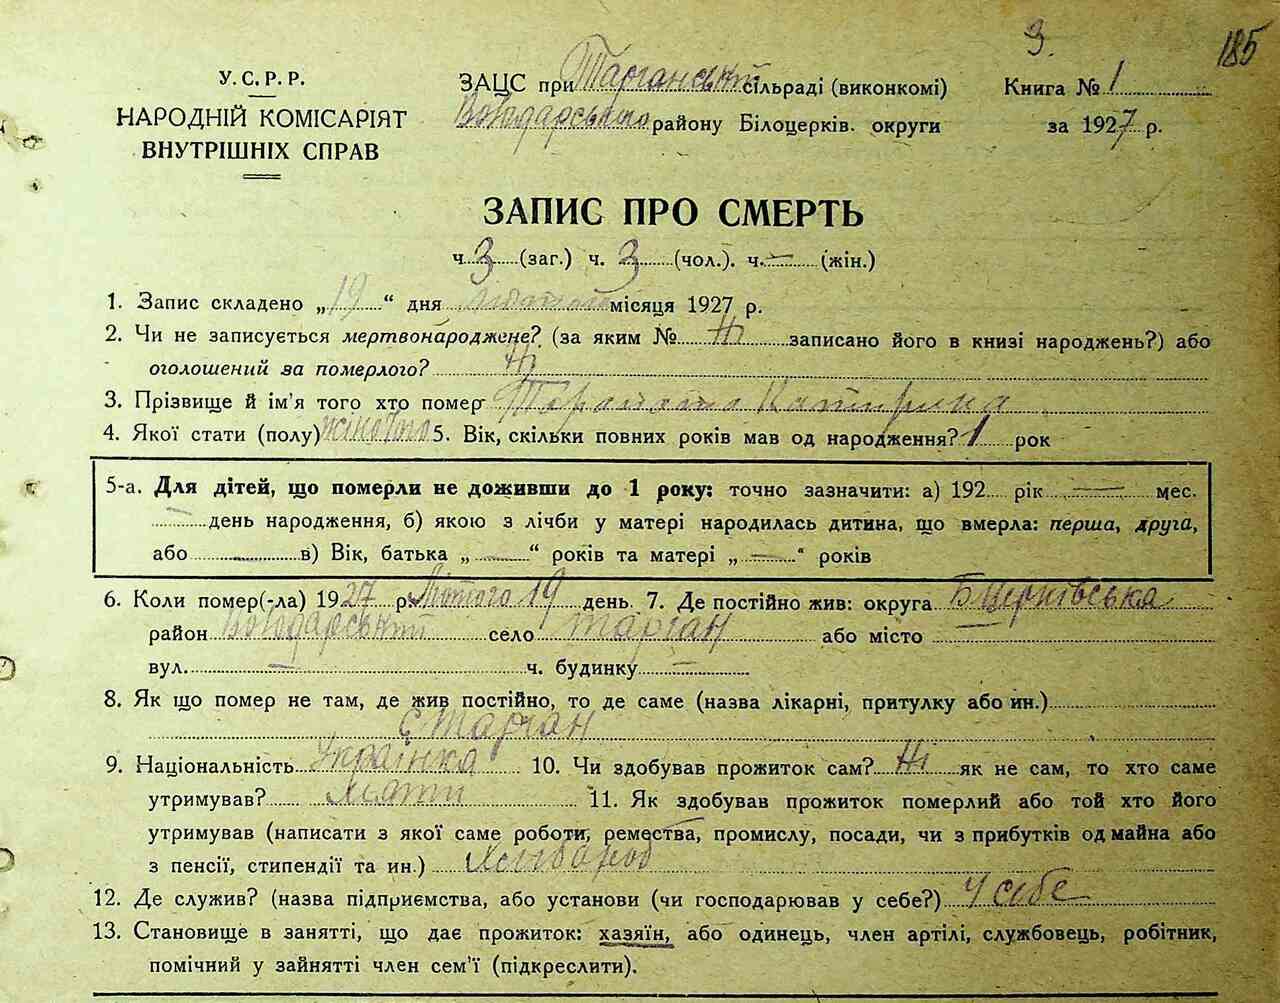 3. 185
У.С.Р.Р.
НАРОДНІЙ КОМІСАРІЯТ
ВНУТРІШНІХ СПРАВ
ЗАЦС при Тарганській сільраді (виконкомі)
Володарського району Білоцерків. округи
Книга № 1
за 1927 р.
ЗАПИС ПРО СМЕРТЬ
ч. 3 (заг.) ч. 3 (чол.). ч. — (жін.)
1. Запис складено „19“ дня лютого місяця 1927 р.
2. Чи не записується мертвонароджене? (за яким № Ні записано його в книзі народжень?) або
оголошений за померлого? Ні
3. Прізвище й ім'я того хто помер Катирина
4. Якої стати (полу) жіночого 5. Вік, скільки повних років мав од народження? 1 рок
5-а. Для дітей, що померли не доживши до 1 року: точно зазначити: а) 192 рік — мес.
— день народження, б) якою з лічби у матері народилась дитина, що вмерла: перша, друга,
або — в) Вік, батька „—“ років та матері „—“ років
6. Коли помер(-ла) 1927 р. Лютого 19 день. 7. Де постійно жив: округа Б Церківська
район Володарський село Тарган або місто —
вул. — ч. будинку —
8. Як що помер не там, де жив постійно, то де саме (назва лікарні, притулку або ин.)
с Тарган
9. Національність Українка 10. Чи здобував прожиток сам? Ні як не сам, то хто саме
утримував? Мати 11. Як здобував прожиток померлий або той хто його
утримував (написати з якої саме роботи, ремества, промислу, посади, чи з прибутків од майна або
з пенсії, стипендії та ин.) Хлібароб
12. Де служив? (назва підприємства, або установи (чи господарював у себе?) У себе
13. Становище в занятті, що дає прожиток: хазяїн, або одинець, член артілі, службовець, робітник,
помічний у зайнятті член сем'ї (підкреслити).